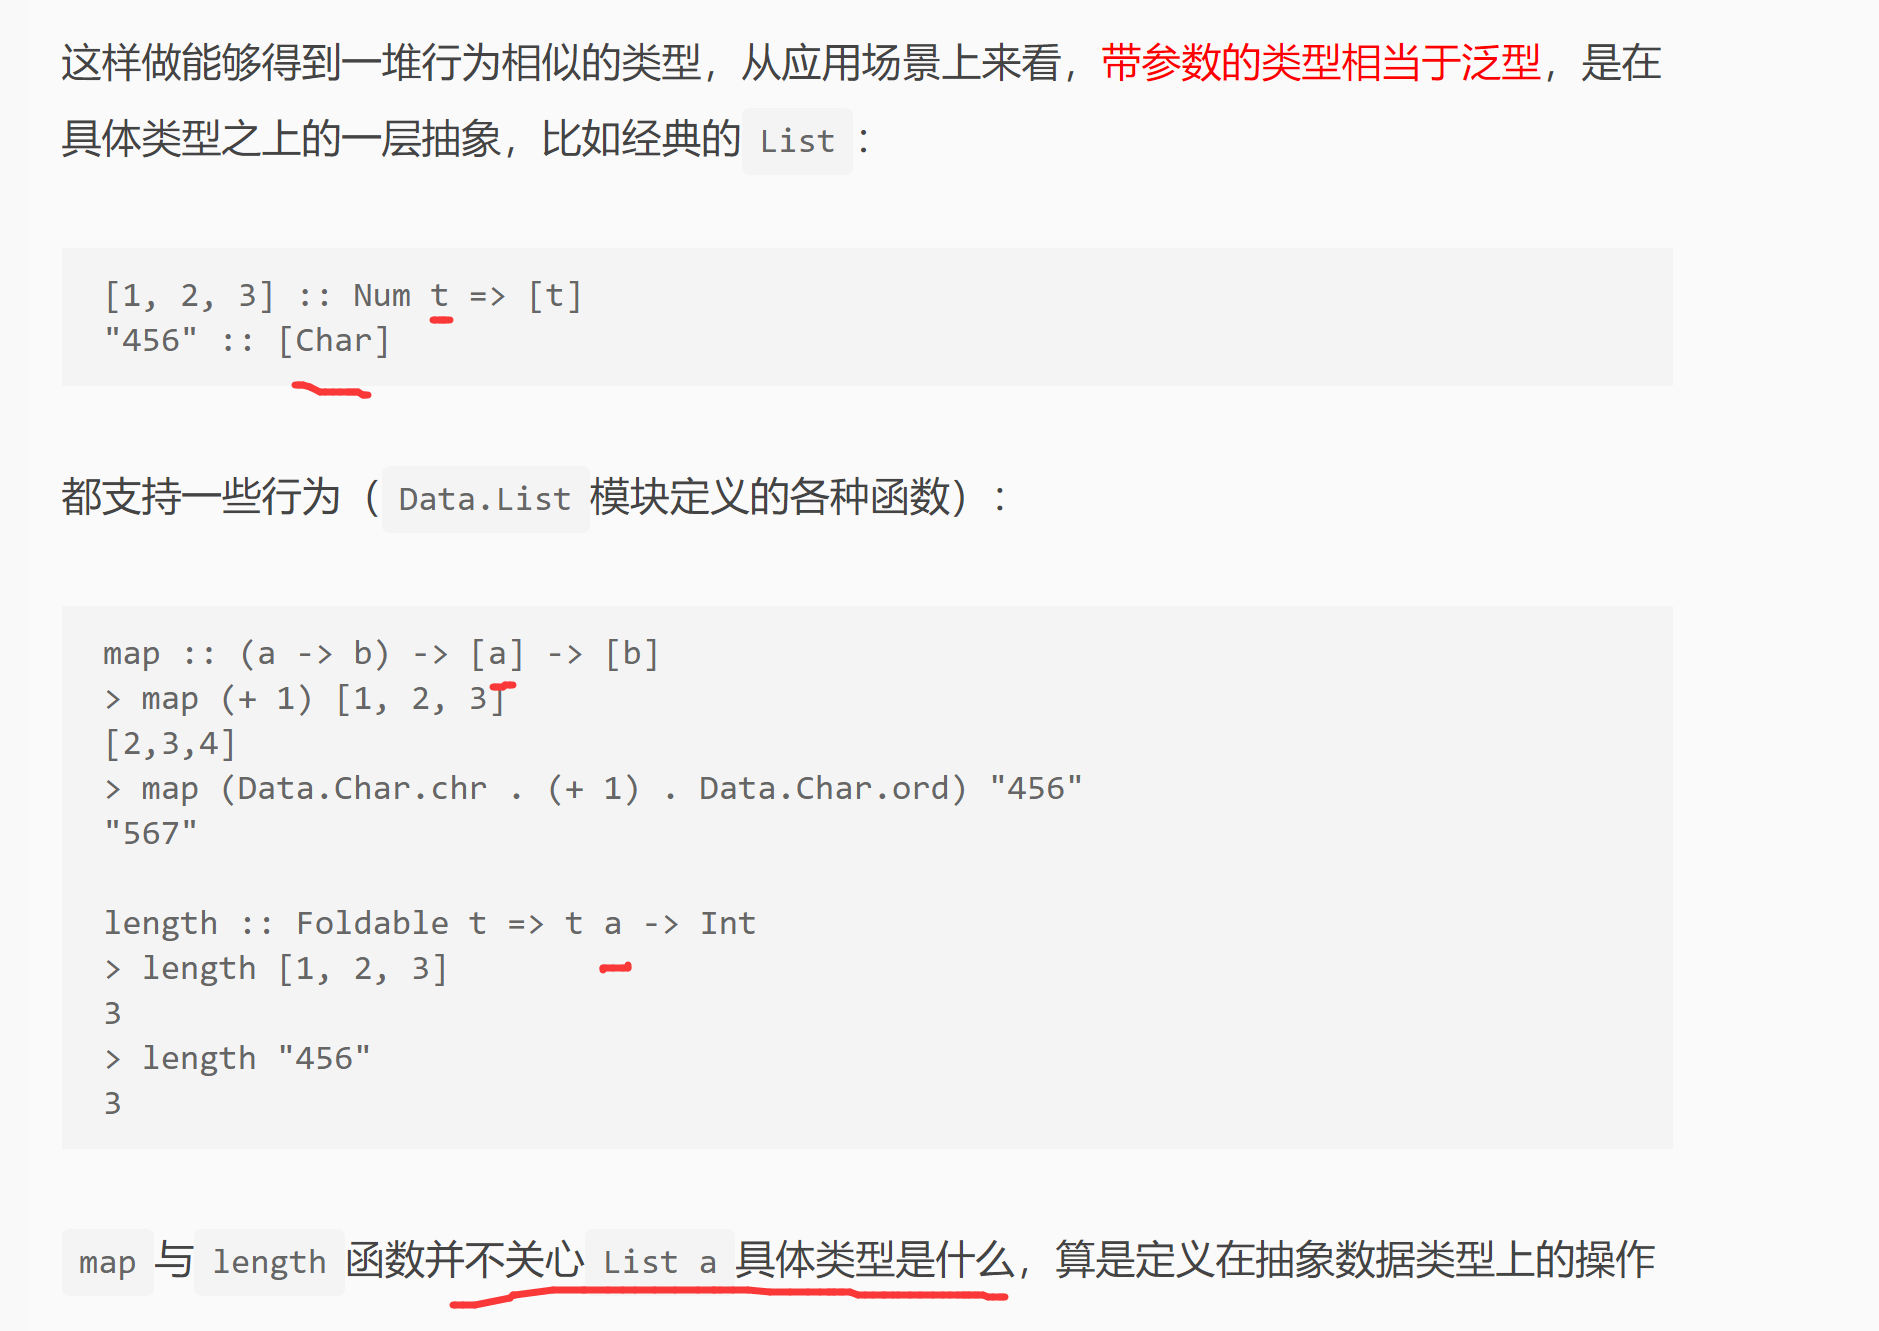 这样做能够得到一堆行为相似的类型，从应用场景上来看，带参数的类型相当于泛型，是在
具体类型之上的一层抽象，比如经典的 List：
[1, 2, 3] :: Num t => [t]
"456" :: [Char]
都支持一些行为（Data.List 模块定义的各种函数）：
map :: (a -> b) -> [a] -> [b]
> map (+ 1) [1, 2, 3]
[2,3,4]
> map (Data.Char.chr . (+ 1) . Data.Char.ord) "456"
"567"
length :: Foldable t => t a -> Int
> length [1, 2, 3]
3
> length "456"
3
map 与 length 函数并不关心 List a 具体类型是什么，算是定义在抽象数据类型上的操作